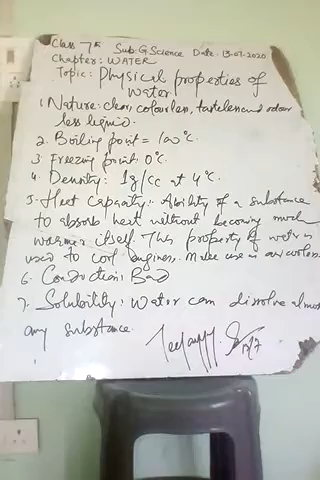 Class 7th Sub: G. Science Date: 13-07-2020
Chapter: WATER
Topic: Physical properties of
water
1. Nature: clear, colourless, tasteless and odour
less liquid.
2. Boiling point = 100°C.
3. Freezing point: 0°C.
4. Density: 1g/cc at 4°C.
5. Heet Capacity: Ability of a substance
to absorb heat without becoming much
warmer itself. This property of water is
used to cool engines. Make use in
6. Conduction: Bad
7. Solubility: Water can dissolve almost
any substance.